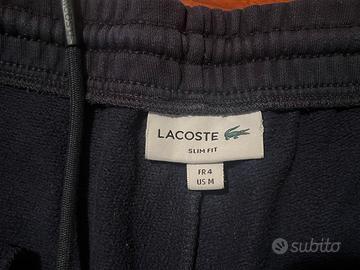 LACOSTE
SLIM FIT
FR 4
US M
subito